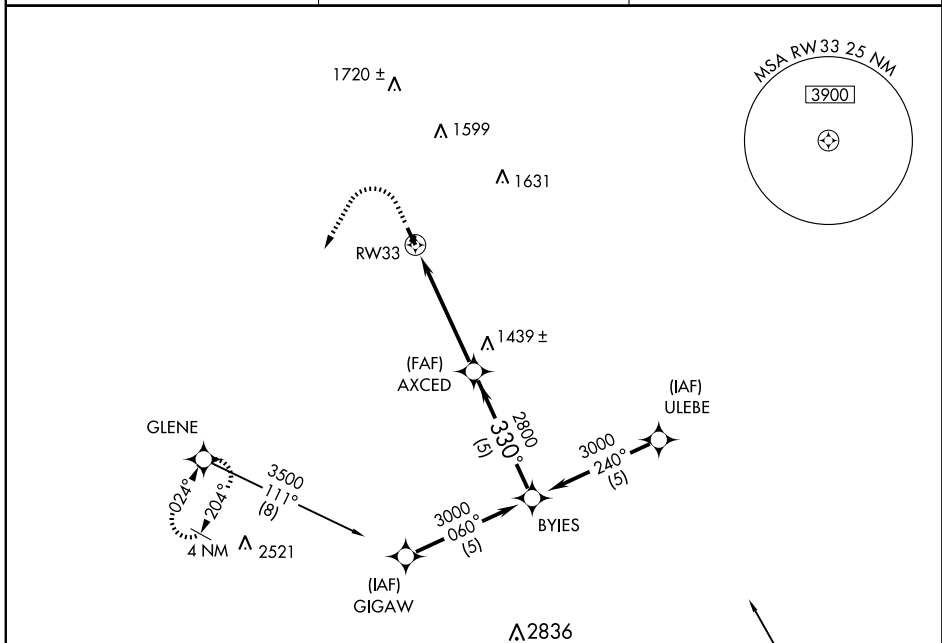 MSA RW33 25 NM
3900
1720 ±
1599
1631
RW33
1439 ±
(FAF)
AXCED
(IAF)
ULEBE
GLENE
2800
330°
(5)
3000
240°
(5)
3500
111°
(8)
024°
204°
3000
060°
(5)
BYIES
4 NM
2521
(IAF)
GIGAW
2836